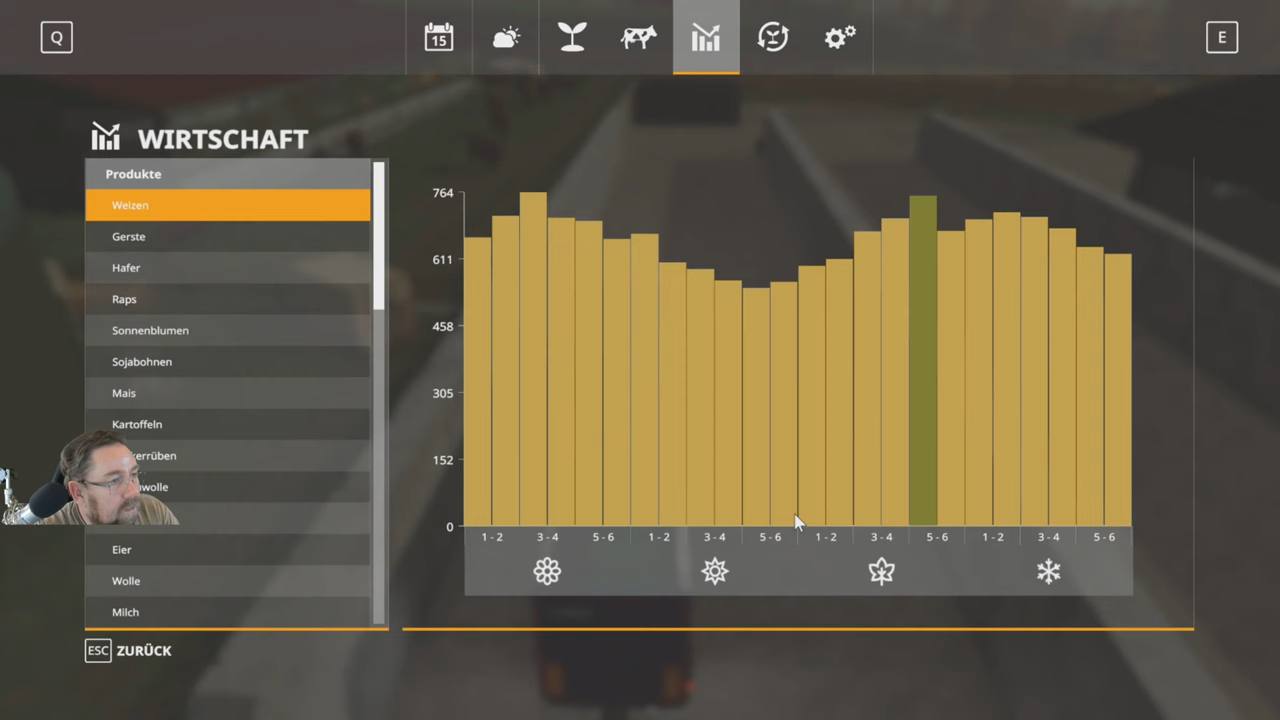 Q
15
E
WIRTSCHAFT
Produkte
Weizen
Gerste
Hafer
Raps
Sonnenblumen
Sojabohnen
Mais
Kartoffeln
errüben
wolle
Eier
Wolle
Milch
764
611
458
305
152
0
1 - 2 3 - 4 5 - 6 1 - 2 3 - 4 5 - 6 1 - 2 3 - 4 5 - 6 1 - 2 3 - 4 5 - 6
ESC ZURÜCK